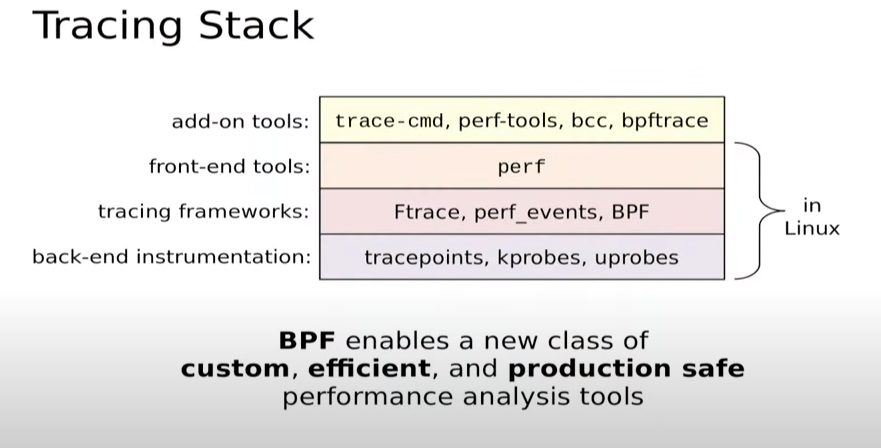 Tracing Stack
add-on tools: trace-cmd, perf-tools, bcc, bpftrace
front-end tools: perf
tracing frameworks: Ftrace, perf_events, BPF
back-end instrumentation: tracepoints, kprobes, uprobes
in
Linux
BPF enables a new class of
custom, efficient, and production safe
performance analysis tools